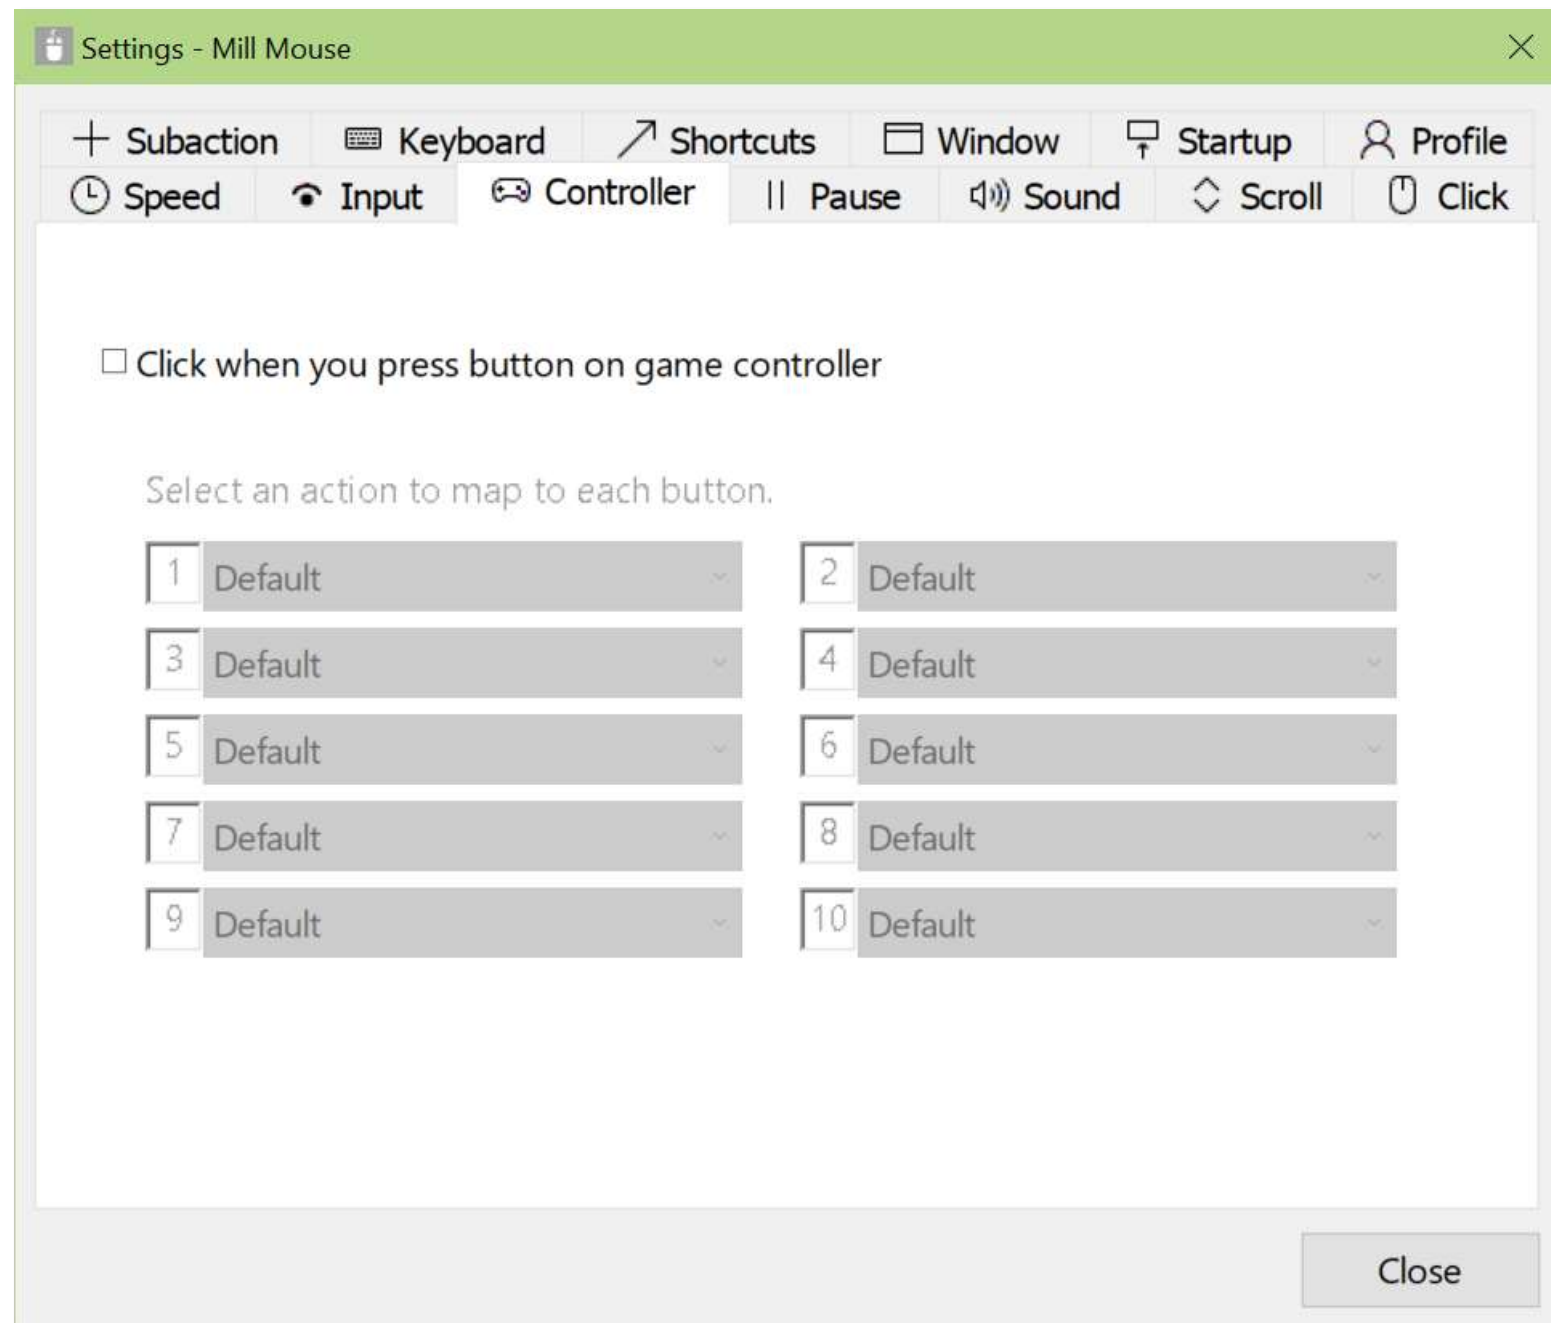 Settings - Mill Mouse
Subaction Keyboard Shortcuts Window Startup Profile
Speed Input Controller Pause Sound Scroll Click
Click when you press button on game controller
Select an action to map to each button.
1 Default 2 Default
3 Default 4 Default
5 Default 6 Default
7 Default 8 Default
9 Default 10 Default
Close